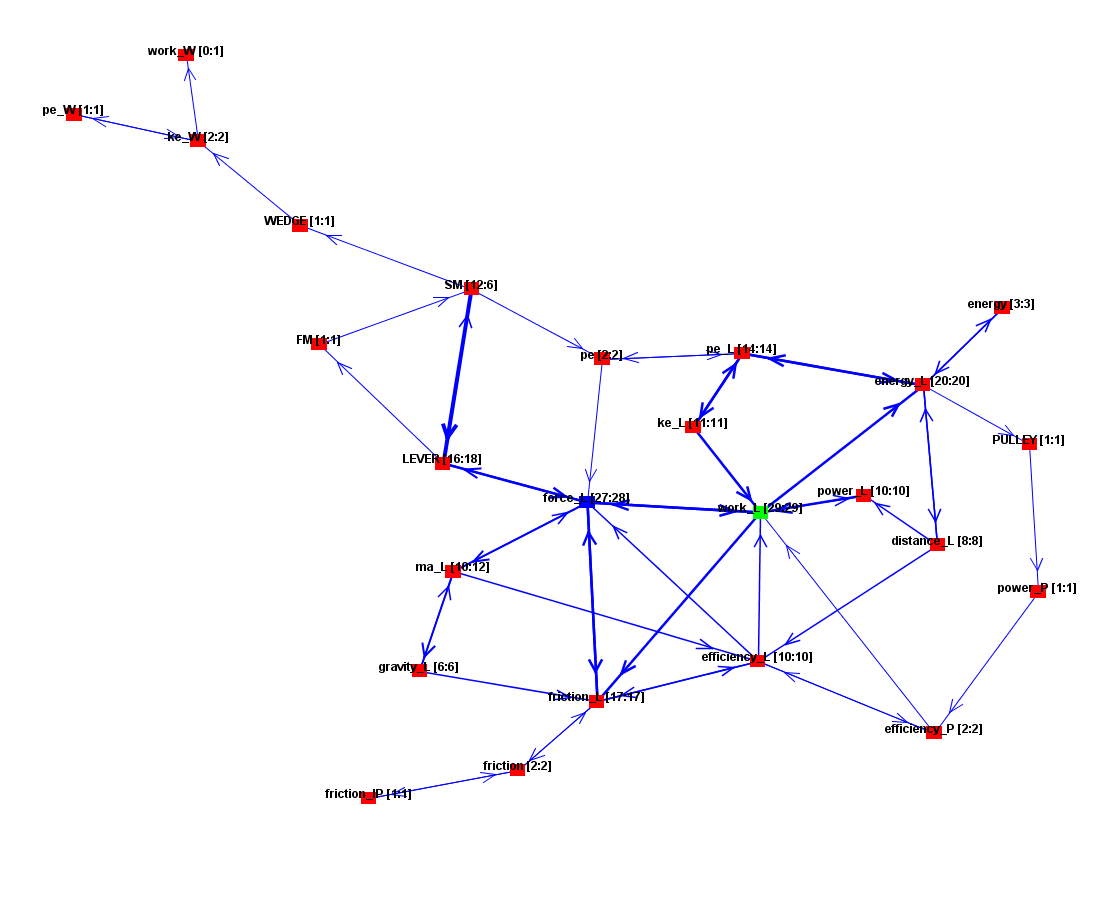 work_W [0:1]
pe_W [1:1]
ke_W [2:2]
WEDGE [1:1]
SM [12:6]
energy [3:3]
FM [1:1]
pe [2:2]
pe_L [14:14]
energy_L [20:20]
ke_L [11:11]
PULLEY [1:1]
LEVER [16:18]
power_L [10:10]
force_L [27:28]
work_L [29:29]
distance_L [8:8]
ma_L [10:12]
power_P [1:1]
efficiency_L [10:10]
gravity_L [6:6]
friction_L [17:17]
efficiency_P [2:2]
friction [2:2]
friction_IP [1:1]